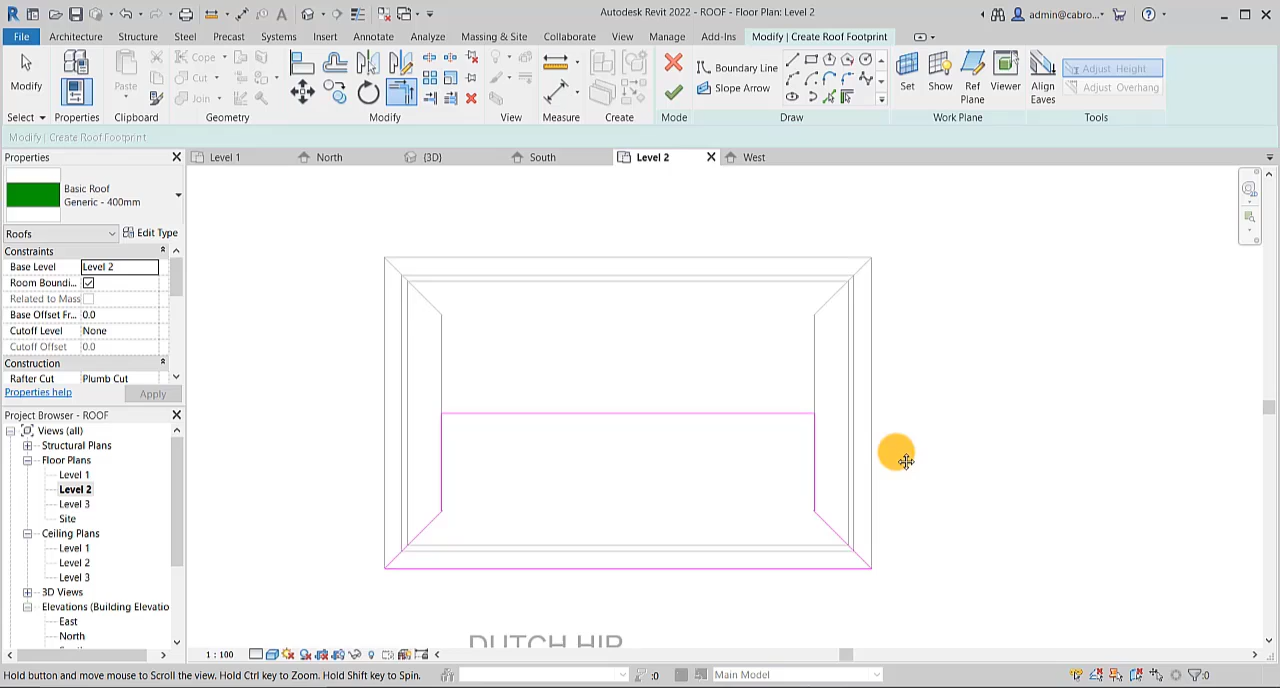 Autodesk Revit 2022 - ROOF - Floor Plan: Level 2
admin@cabro...
File Architecture Structure Steel Precast Systems Insert Annotate Analyze Massing & Site Collaborate View Manage Add-Ins Modify | Create Roof Footprint
Modify
Paste
Cope
Cut
Join
Boundary Line
Slope Arrow
Set
Show
Ref
Plane
Viewer
Align
Eaves
Adjust Height
Adjust Overhang
Select Properties Clipboard Geometry Modify View Measure Create Mode Draw Work Plane Tools
Modify | Create Roof Footprint
Properties
Level 1 North {3D} South Level 2 West
Basic Roof
Generic - 400mm
Roofs Edit Type
Constraints
Base Level Level 2
Room Boundi...
Related to Mass
Base Offset Fr... 0.0
Cutoff Level None
Cutoff Offset 0.0
Construction
Rafter Cut Plumb Cut
Properties help Apply
Project Browser - ROOF
Views (all)
Structural Plans
Floor Plans
Level 1
Level 2
Level 3
Site
Ceiling Plans
Level 1
Level 2
Level 3
3D Views
Elevations (Building Elevatio
East
North
DUTCH HIP
1 : 100
Hold button and move mouse to Scroll the view. Hold Ctrl key to Zoom. Hold Shift key to Spin. :0 Main Model :0